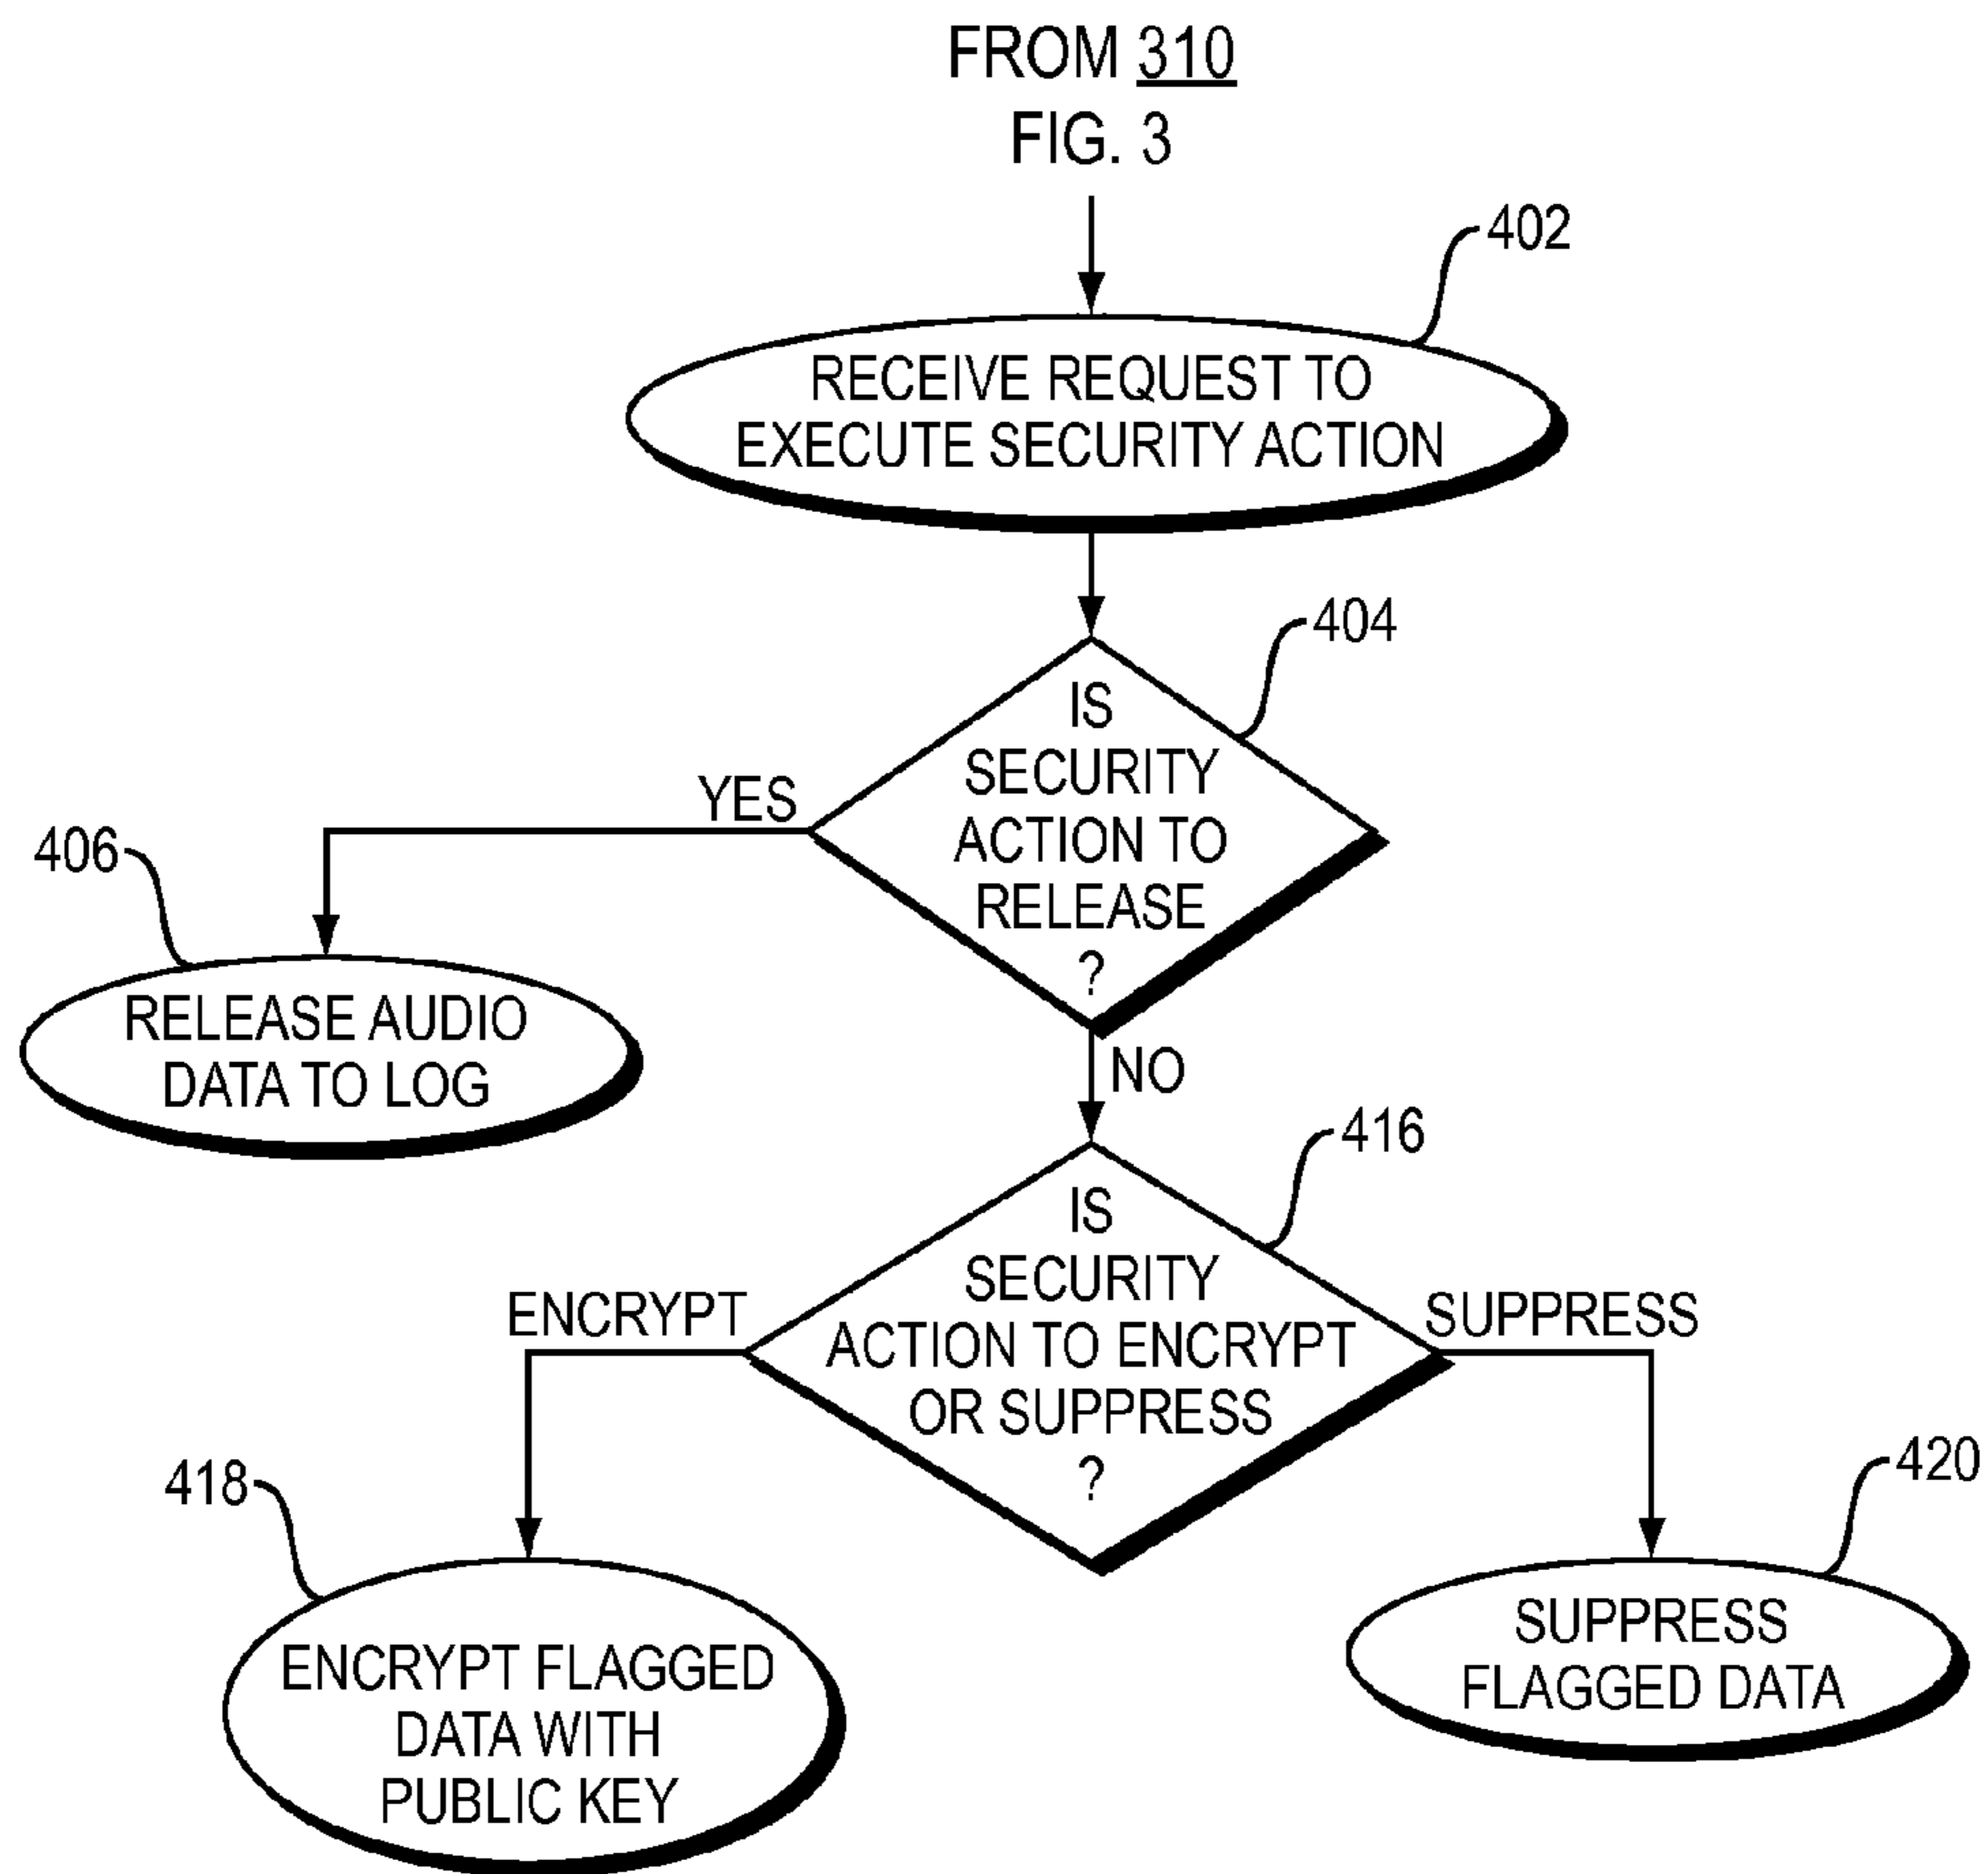 FROM 310
FIG. 3
402
RECEIVE REQUEST TO
EXECUTE SECURITY ACTION
404
IS
SECURITY
ACTION TO
RELEASE
?
YES
406
RELEASE AUDIO
DATA TO LOG
NO
416
IS
SECURITY
ACTION TO ENCRYPT
OR SUPPRESS
?
ENCRYPT
SUPPRESS
418
ENCRYPT FLAGGED
DATA WITH
PUBLIC KEY
420
SUPPRESS
FLAGGED DATA